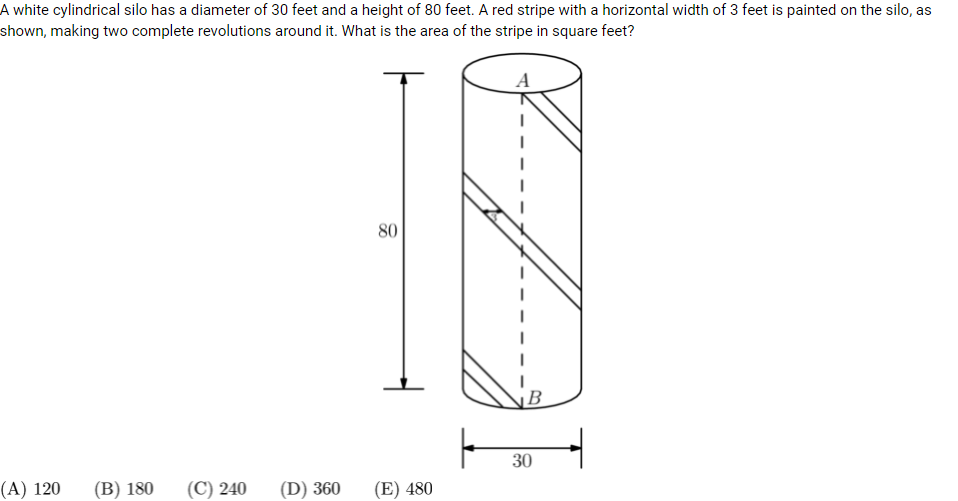 A white cylindrical silo has a diameter of 30 feet and a height of 80 feet. A red stripe with a horizontal width of 3 feet is painted on the silo, as
shown, making two complete revolutions around it. What is the area of the stripe in square feet?
A
3
80
B
30
(A) 120 (B) 180 (C) 240 (D) 360 (E) 480